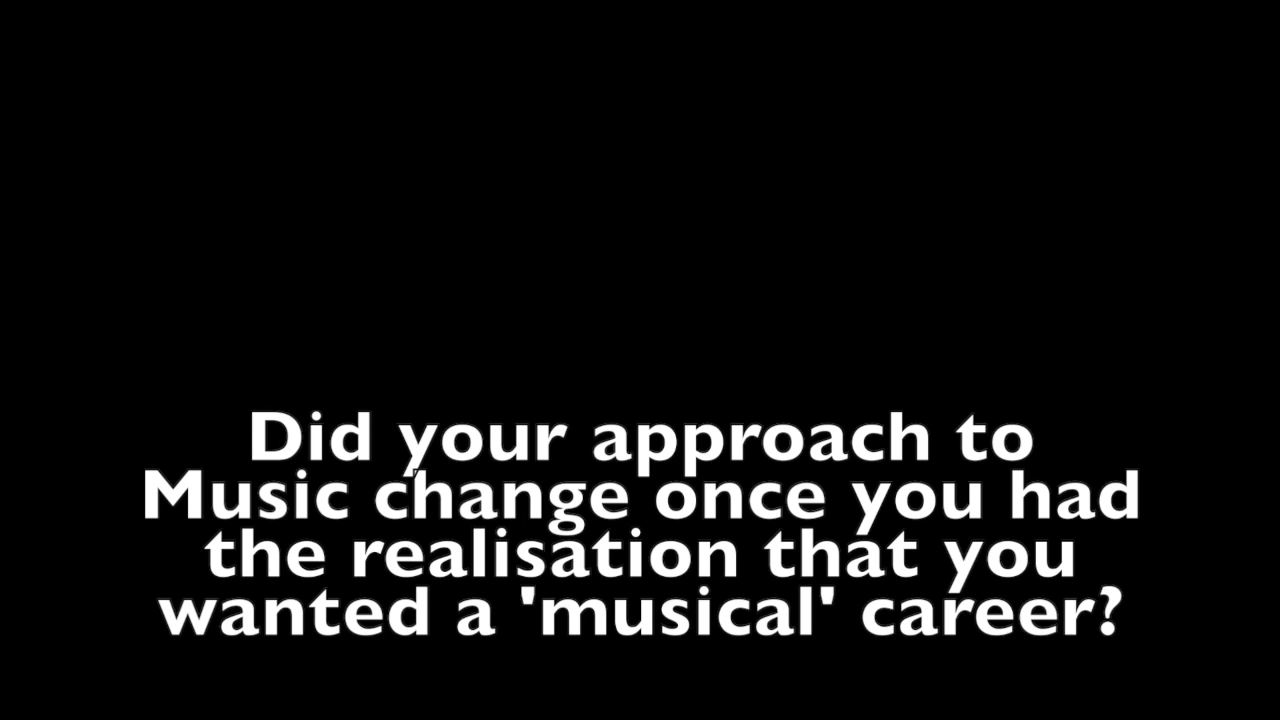 Did your approach to
Music change once you had
the realisation that you
wanted a 'musical' career?